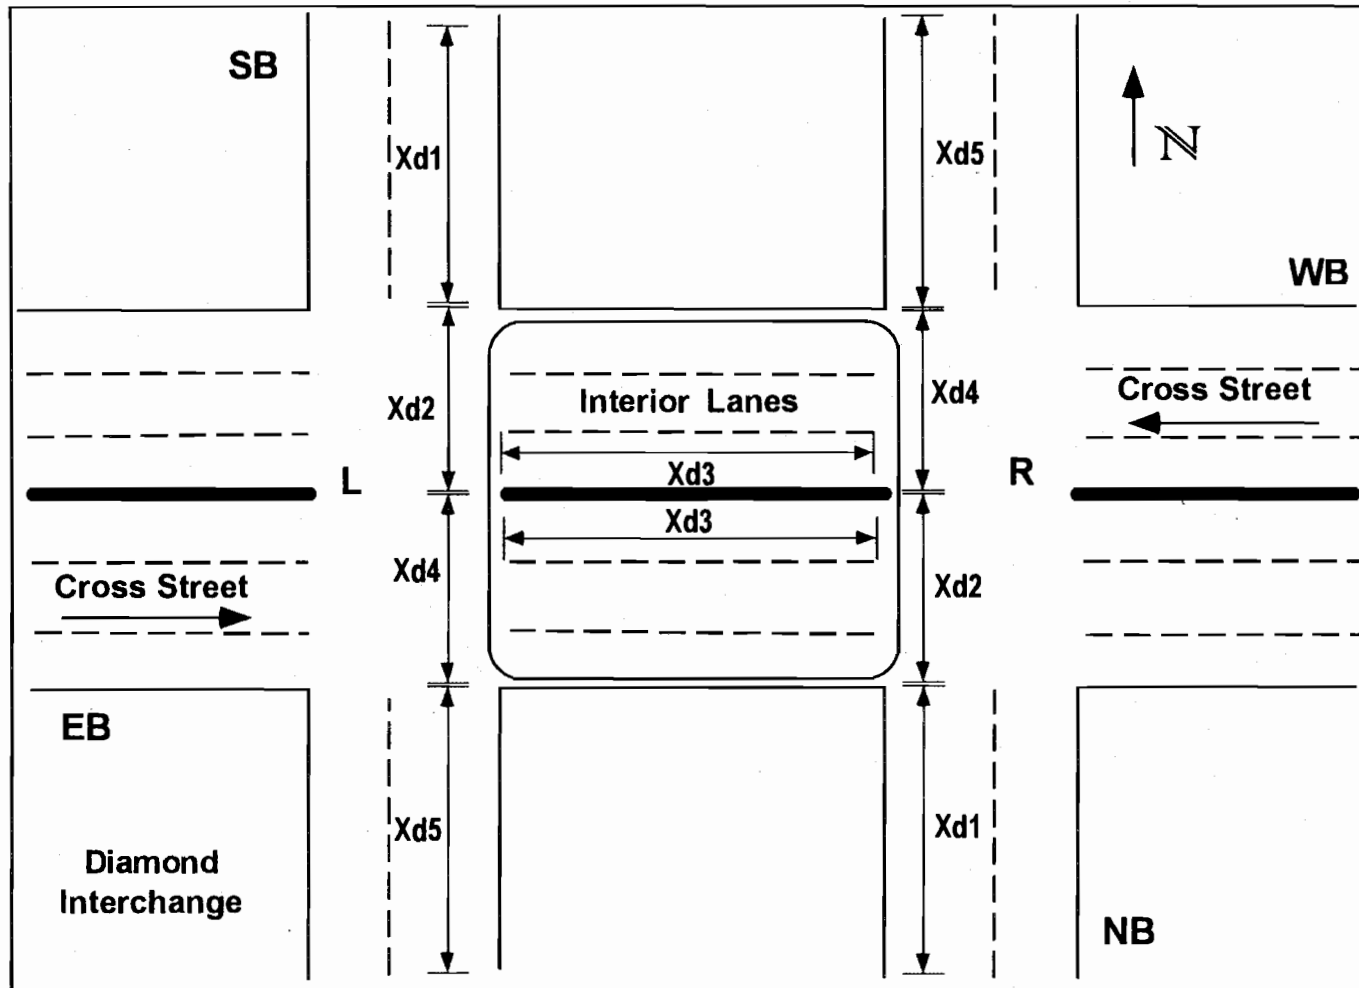 SB
Xd1
Xd5
N
WB
Xd2
Interior Lanes
Xd4
Cross Street
L
Xd3
R
Xd3
Cross Street
Xd4
Xd2
EB
Xd5
Xd1
Diamond
Interchange
NB